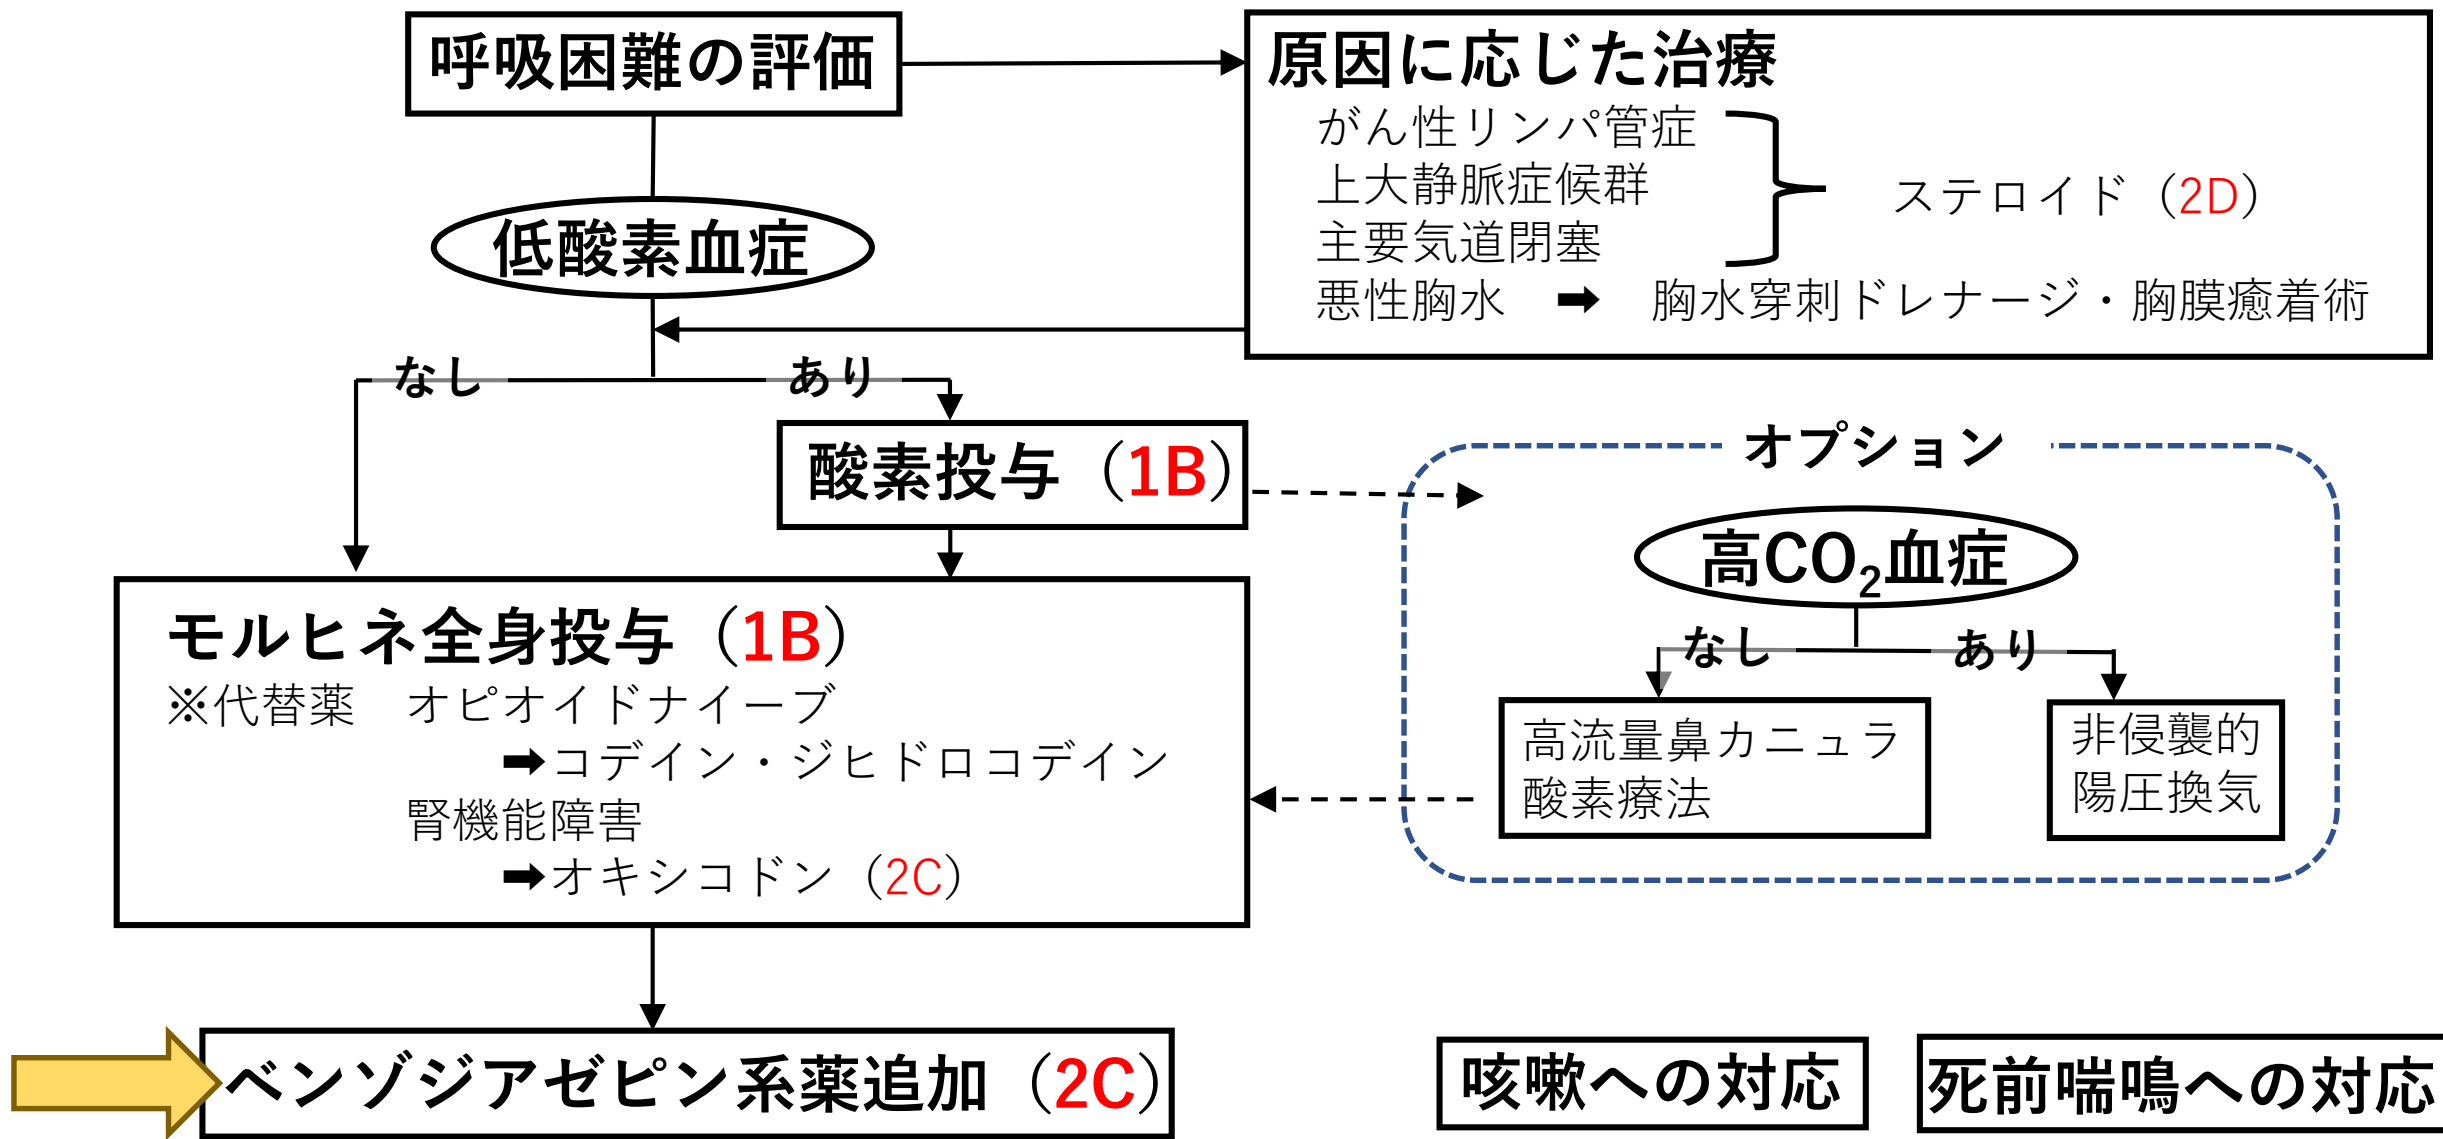 呼吸困難の評価
原因に応じた治療
がん性リンパ管症
上大静脈症候群
主要気道閉塞
ステロイド（2D）
悪性胸水 ➡ 胸水穿刺ドレナージ・胸膜癒着術
低酸素血症
なし
あり
酸素投与（1B）
オプション
高CO₂血症
なし
あり
高流量鼻カニュラ
酸素療法
非侵襲的
陽圧換気
モルヒネ全身投与（1B）
※代替薬 オピオイドナイーブ
➡コデイン・ジヒドロコデイン
腎機能障害
➡オキシコドン（2C）
ベンゾジアゼピン系薬追加（2C）
咳嗽への対応
死前喘鳴への対応